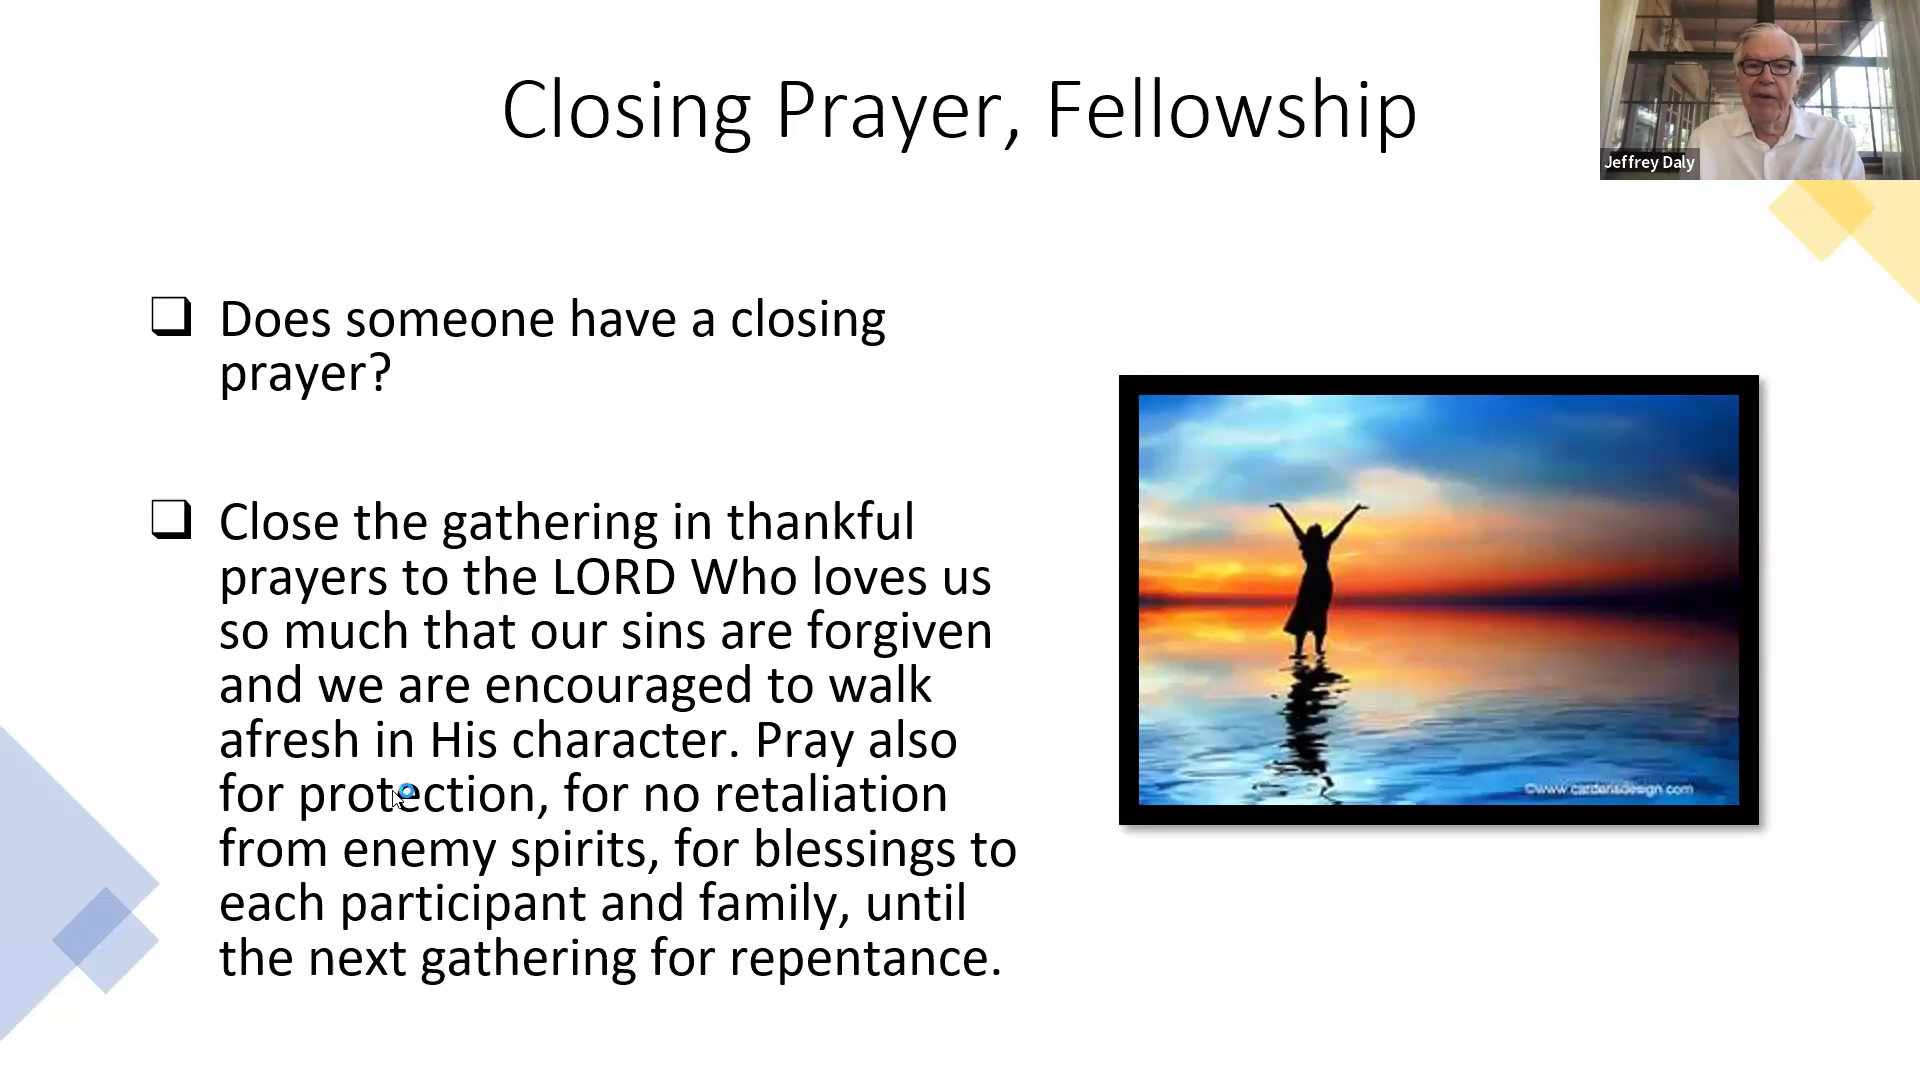 Closing Prayer, Fellowship
Jeffrey Daly
Does someone have a closing
prayer?
Close the gathering in thankful
prayers to the LORD Who loves us
so much that our sins are forgiven
and we are encouraged to walk
afresh in His character. Pray also
for protection, for no retaliation
from enemy spirits, for blessings to
each participant and family, until
the next gathering for repentance.